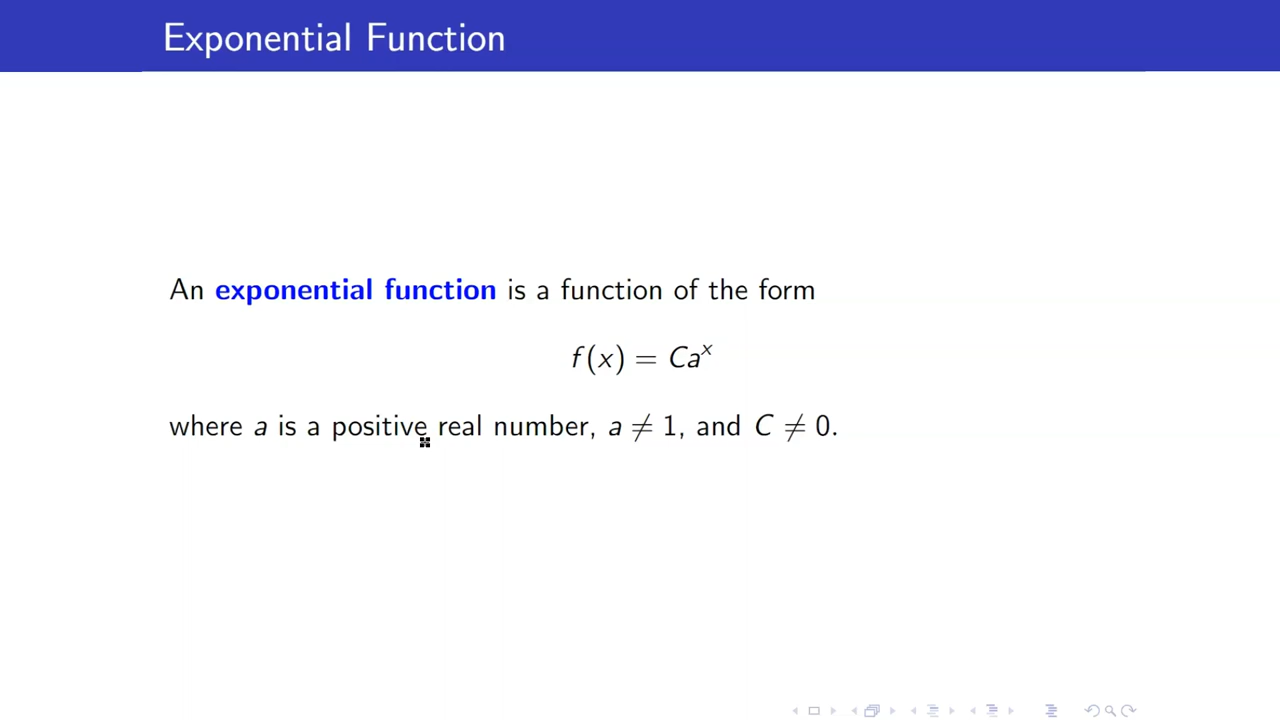 Exponential Function
An exponential function is a function of the form
f(x) = Ca^x
where a is a positive real number, a ≠ 1, and C ≠ 0.